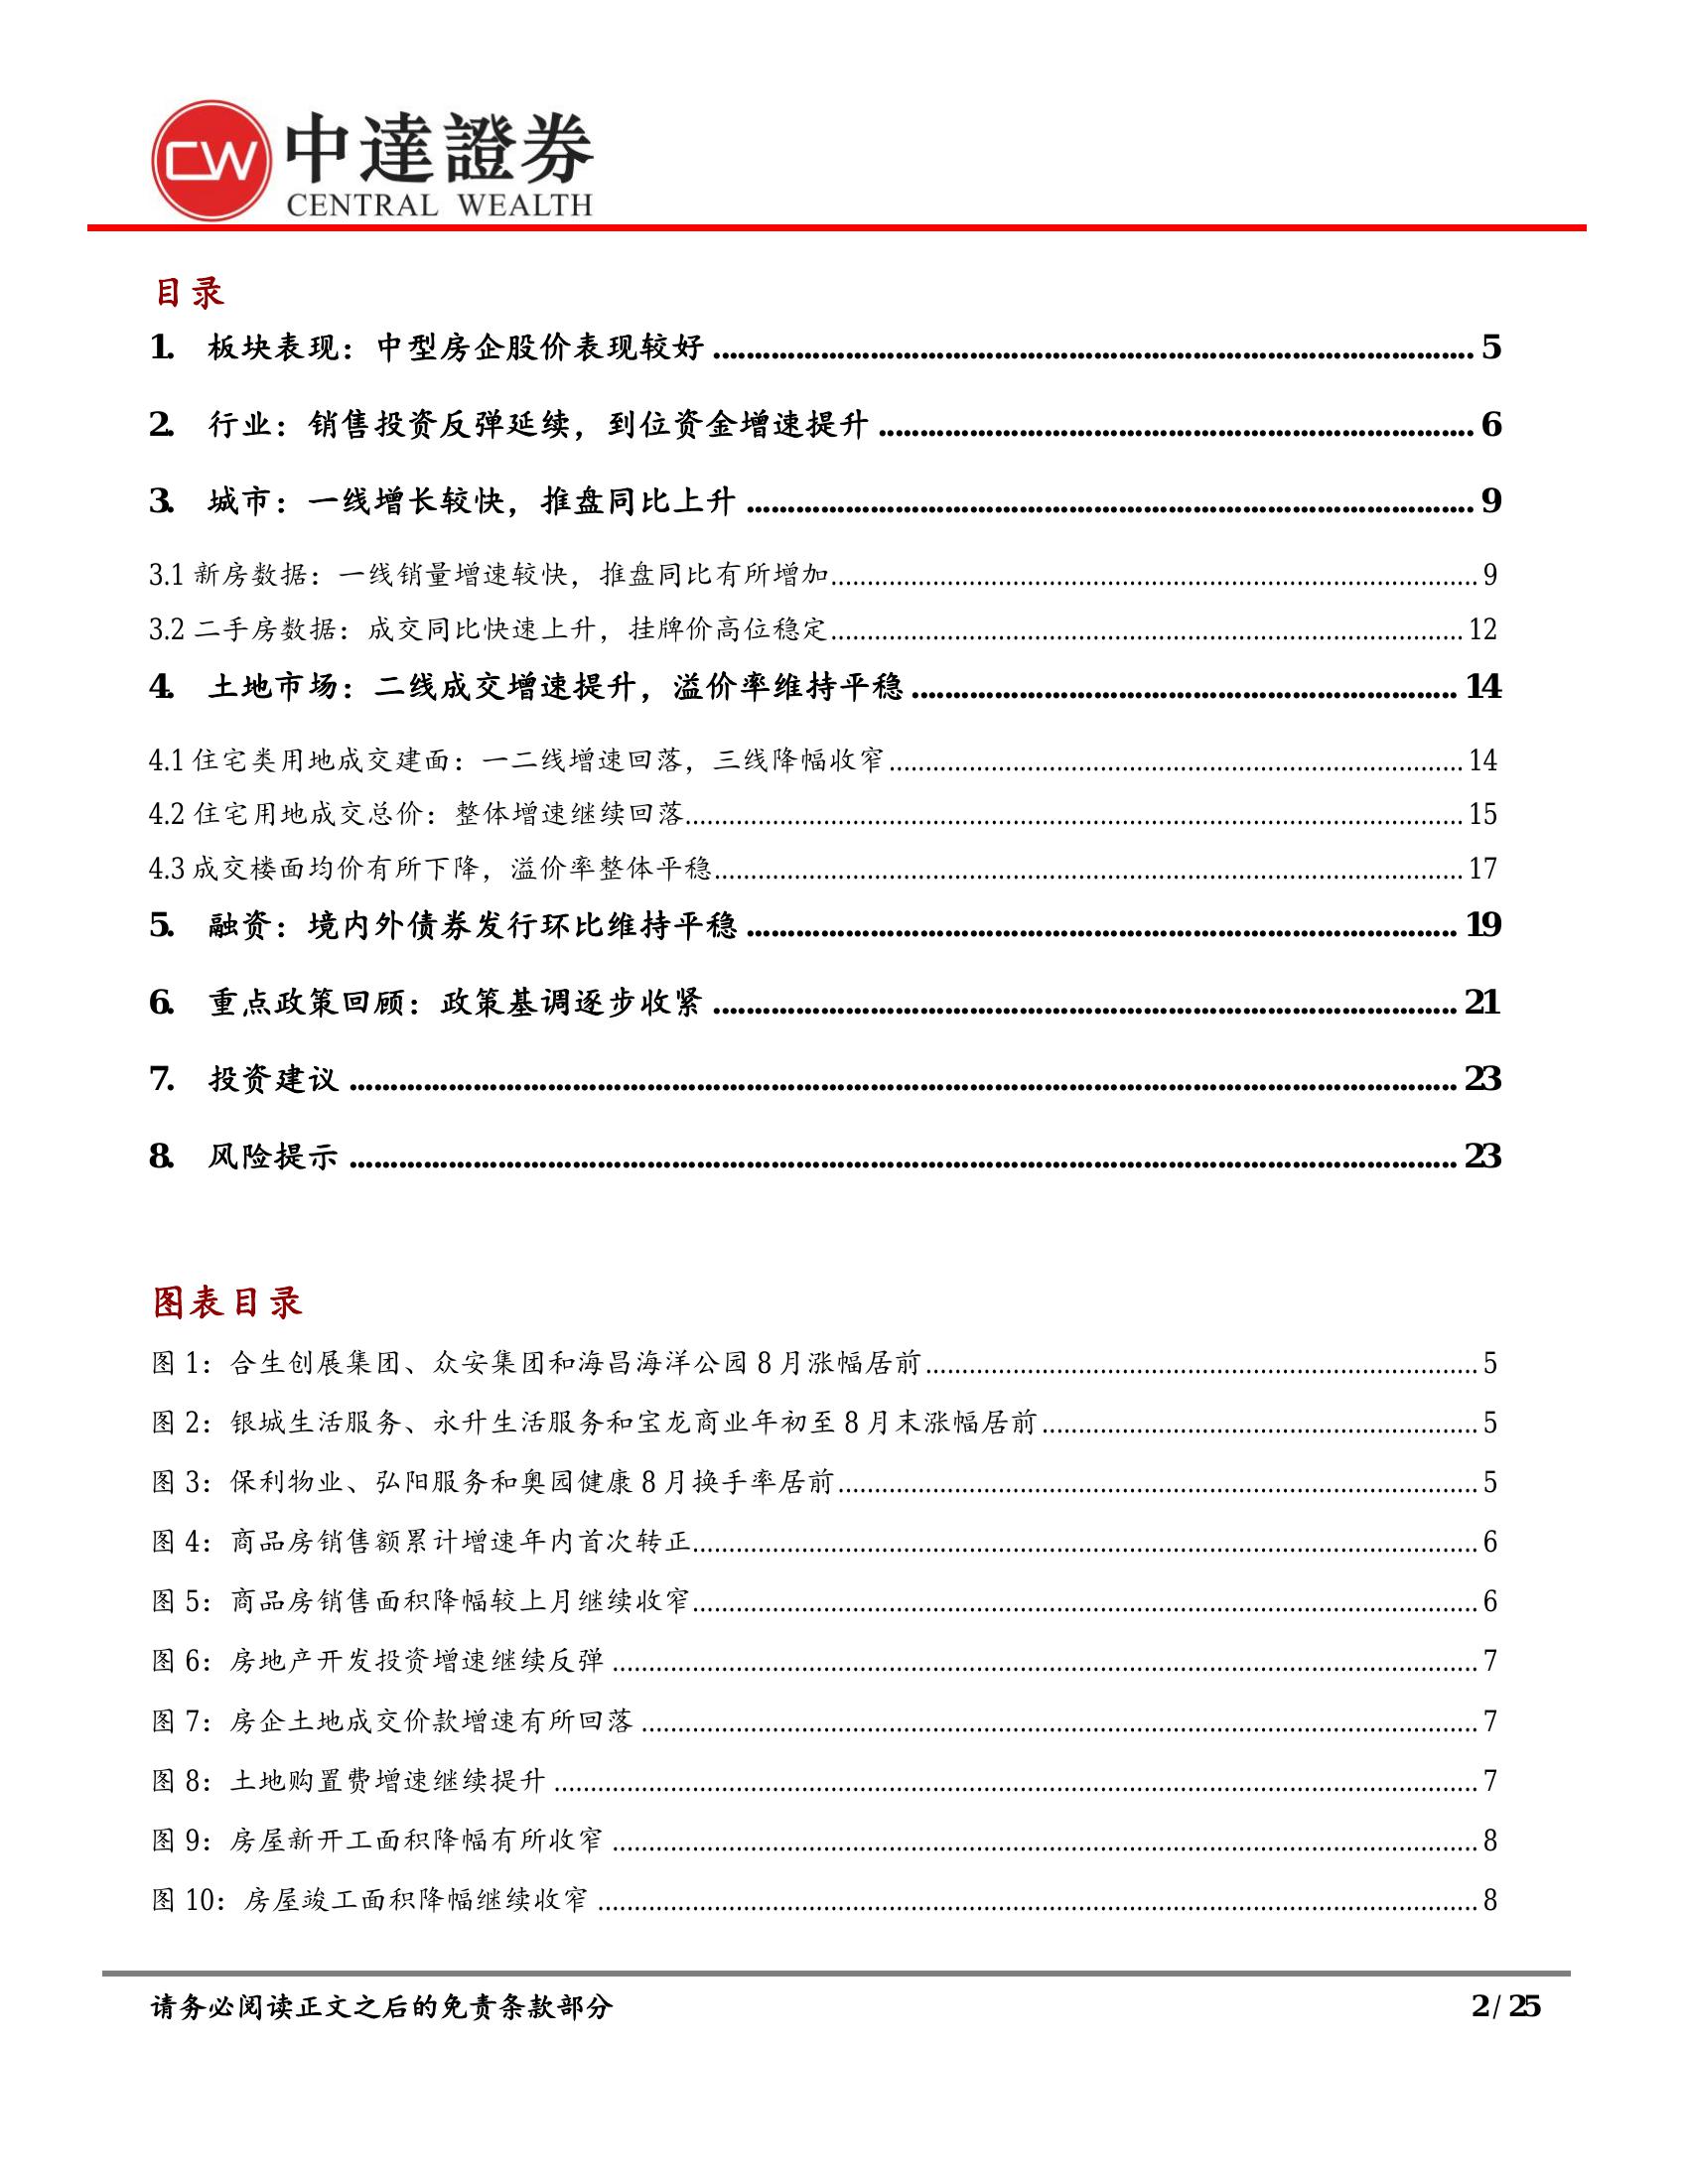 CW 中達證券
CENTRAL WEALTH
目录
1. 板块表现：中型房企股价表现较好 ........ 5
2. 行业：销售投资反弹延续，到位资金增速提升 ........ 6
3. 城市：一线增长较快，推盘同比上升 ........ 9
3.1 新房数据：一线销量增速较快，推盘同比有所增加 ........ 9
3.2 二手房数据：成交同比快速上升，挂牌价高位稳定 ........ 12
4. 土地市场：二线成交增速提升，溢价率维持平稳 ........ 14
4.1 住宅类用地成交建面：一二线增速回落，三线降幅收窄 ........ 14
4.2 住宅用地成交总价：整体增速继续回落 ........ 15
4.3 成交楼面均价有所下降，溢价率整体平稳 ........ 17
5. 融资：境内外债券发行环比维持平稳 ........ 19
6. 重点政策回顾：政策基调逐步收紧 ........ 21
7. 投资建议 ........ 23
8. 风险提示 ........ 23
图表目录
图 1：合生创展集团、众安集团和海昌海洋公园 8 月涨幅居前 ........ 5
图 2：银城生活服务、永升生活服务和宝龙商业年初至 8 月末涨幅居前 ........ 5
图 3：保利物业、弘阳服务和奥园健康 8 月换手率居前 ........ 5
图 4：商品房销售额累计增速年内首次转正 ........ 6
图 5：商品房销售面积降幅较上月继续收窄 ........ 6
图 6：房地产开发投资增速继续反弹 ........ 7
图 7：房企土地成交价款增速有所回落 ........ 7
图 8：土地购置费增速继续提升 ........ 7
图 9：房屋新开工面积降幅有所收窄 ........ 8
图 10：房屋竣工面积降幅继续收窄 ........ 8
请务必阅读正文之后的免责条款部分 2 / 25